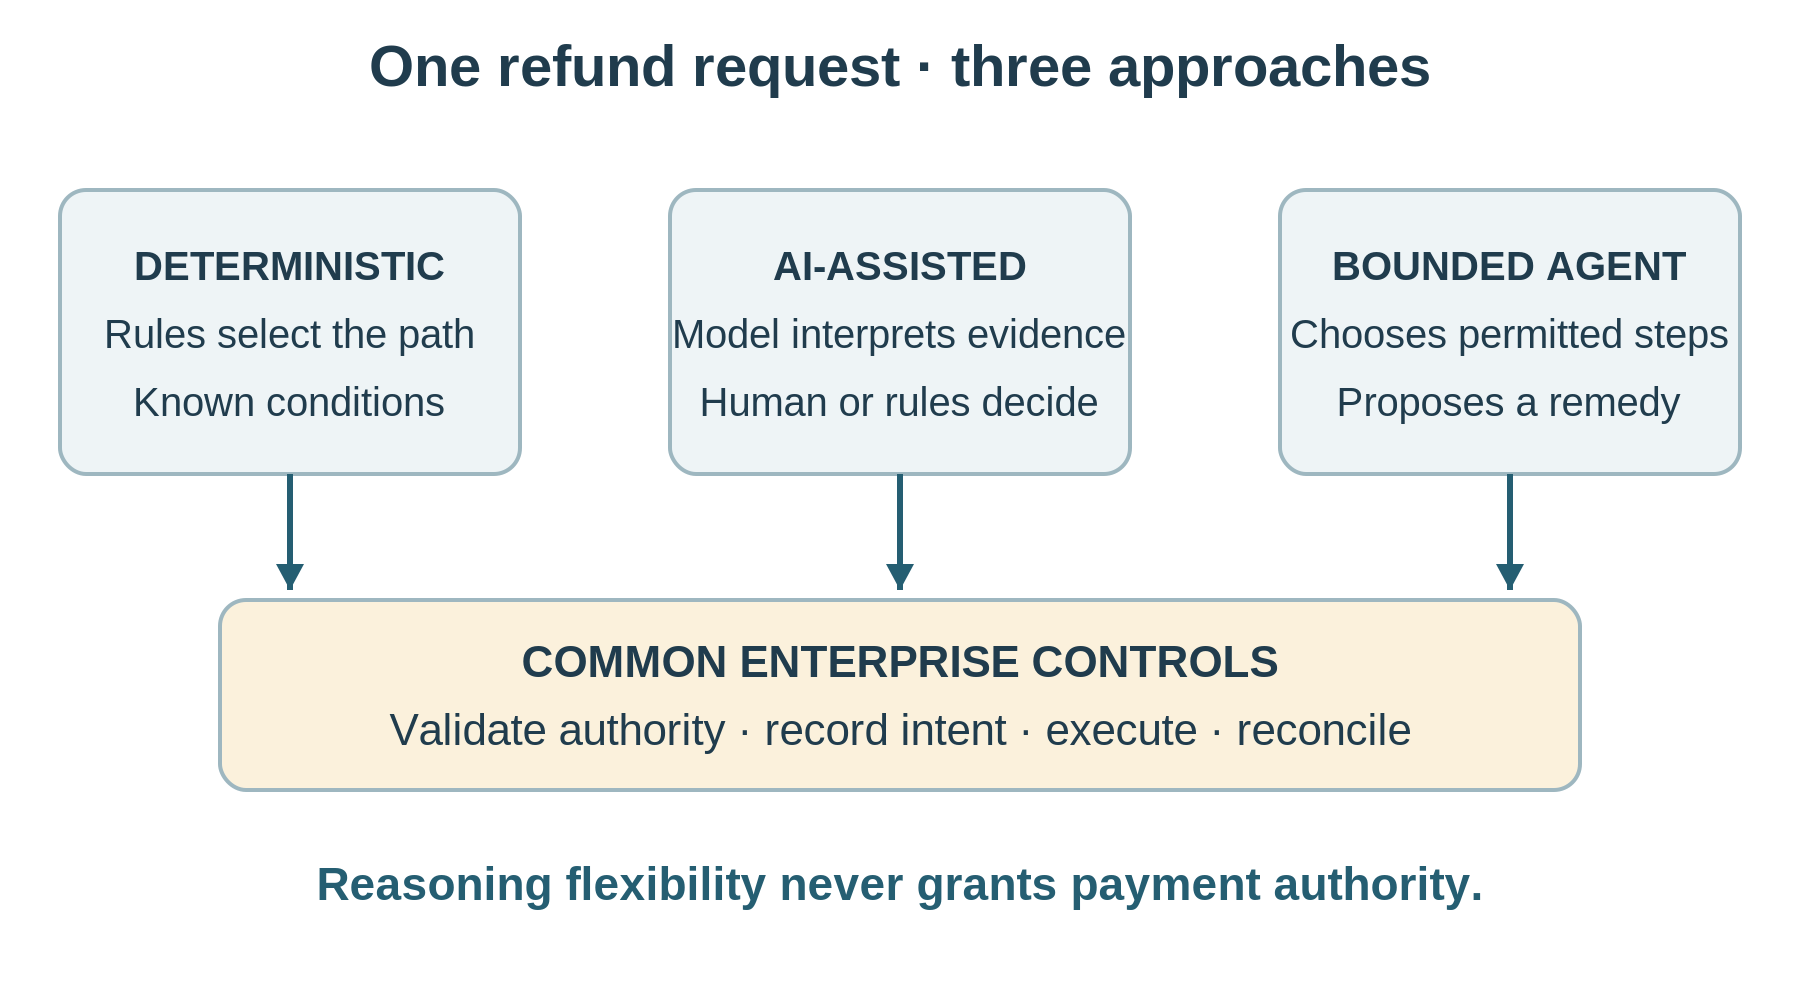 One refund request · three approaches
DETERMINISTIC
Rules select the path
Known conditions
AI-ASSISTED
Model interprets evidence
Human or rules decide
BOUNDED AGENT
Chooses permitted steps
Proposes a remedy
COMMON ENTERPRISE CONTROLS
Validate authority · record intent · execute · reconcile
Reasoning flexibility never grants payment authority.